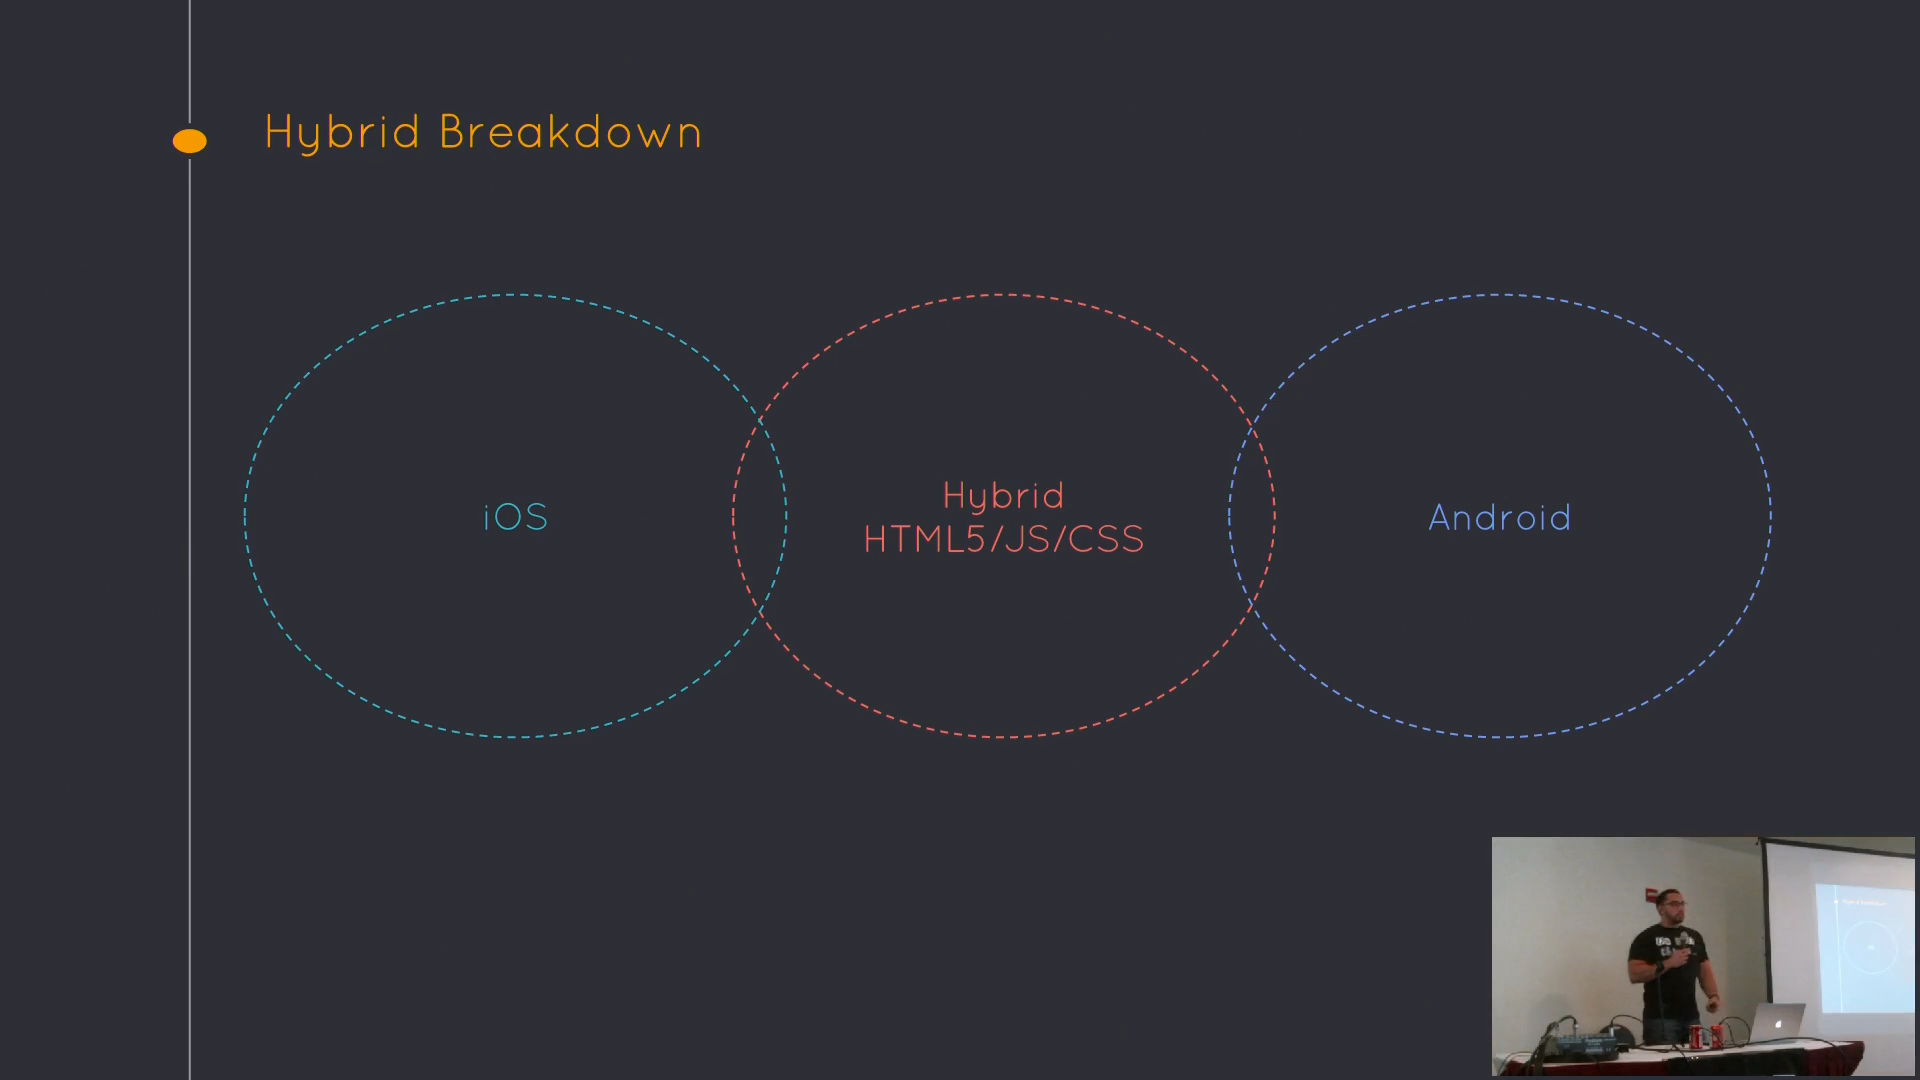 Hybrid Breakdown
iOS
Hybrid
HTML5/JS/CSS
Android